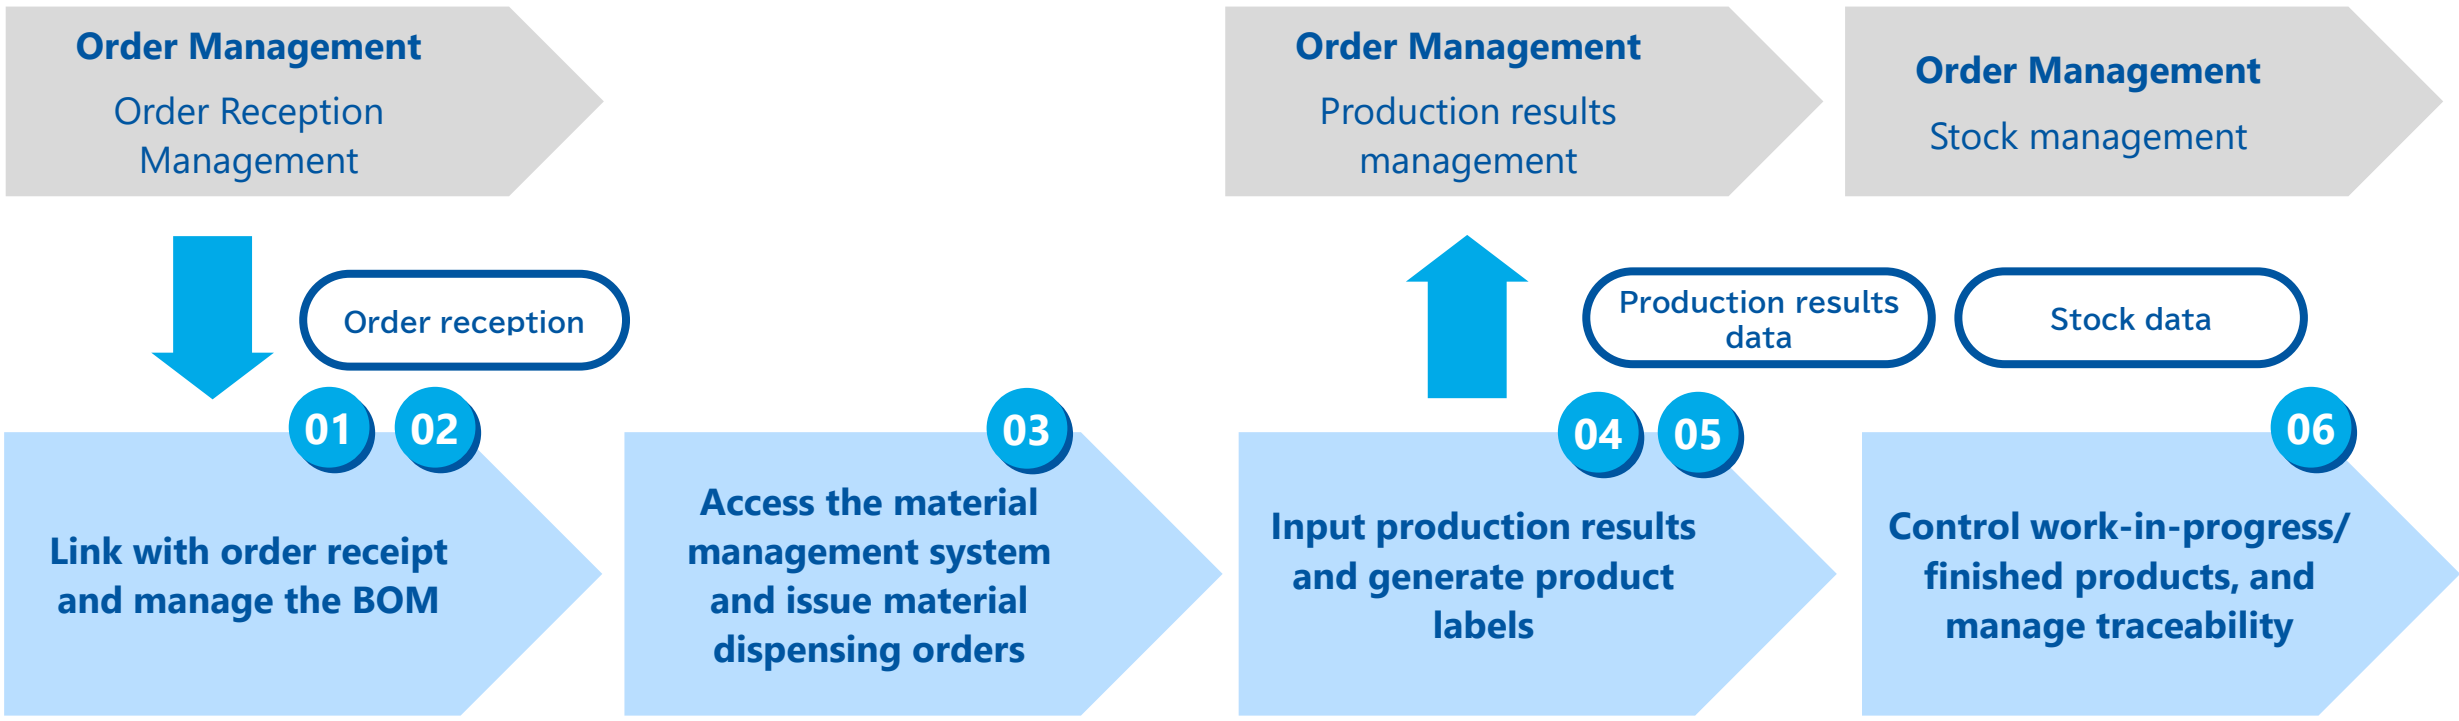 Order Management
Order Reception
Management
Order Management
Production results
management
Order Management
Stock management
Order reception
Production results
data
Stock data
01
02
03
04
05
06
Link with order receipt
and manage the BOM
Access the material
management system
and issue material
dispensing orders
Input production results
and generate product
labels
Control work-in-progress/
finished products, and
manage traceability